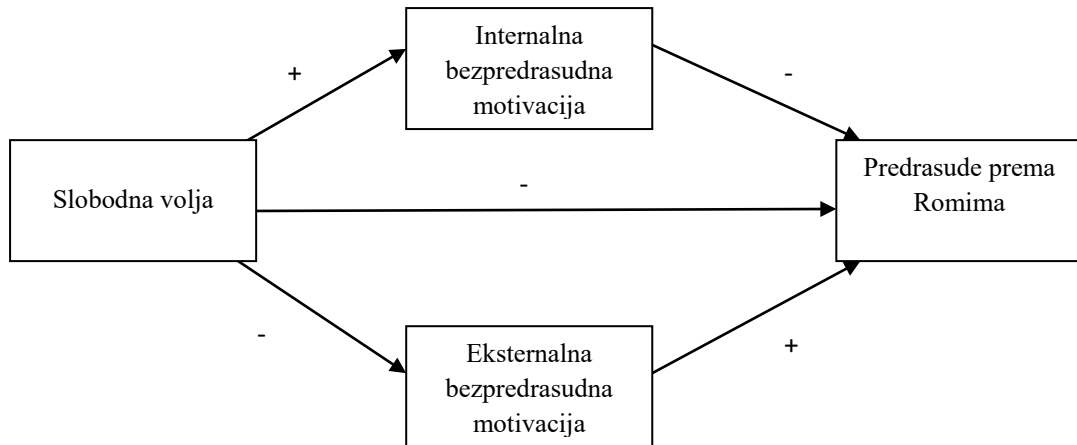 Internalna
bezpredrasudna
motivacija
+
-
Slobodna volja
-
Predrasude prema
Romima
-
Eksternalna
bezpredrasudna
motivacija
+